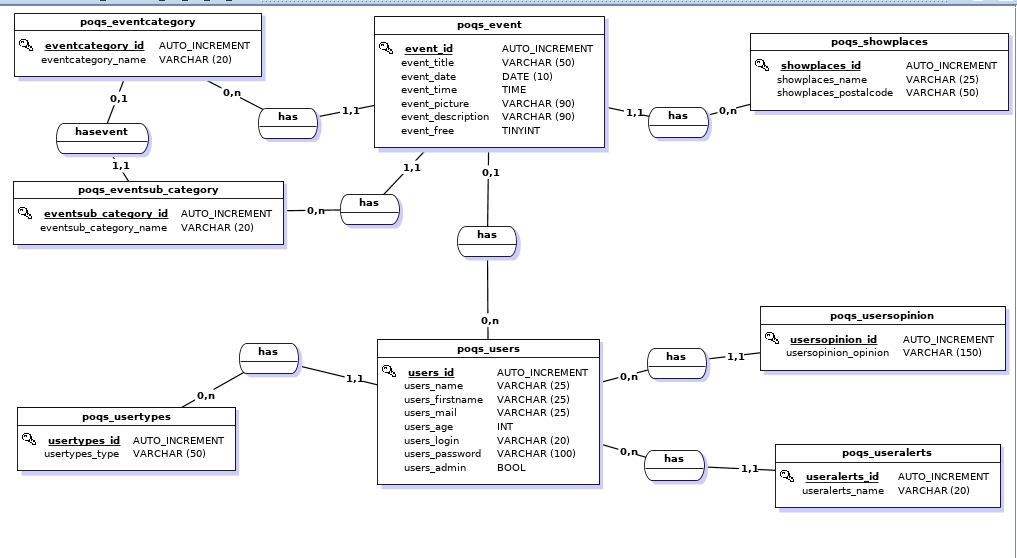 poqs_eventcategory
eventcategory_id AUTO_INCREMENT
eventcategory_name VARCHAR (20)
poqs_event
event_id AUTO_INCREMENT
event_title VARCHAR (50)
event_date DATE (10)
event_time TIME
event_picture VARCHAR (90)
event_description VARCHAR (90)
event_free TINYINT
poqs_showplaces
showplaces_id AUTO_INCREMENT
showplaces_name VARCHAR (25)
showplaces_postalcode VARCHAR (50)
0,1
0,n
has
1,1
1,1
has
0,n
hasevent
1,1
poqs_eventsub_category
eventsub_category_id AUTO_INCREMENT
eventsub_category_name VARCHAR (20)
0,n
has
1,1
0,1
has
0,n
poqs_users
users_id AUTO_INCREMENT
users_name VARCHAR (25)
users_firstname VARCHAR (25)
users_mail VARCHAR (25)
users_age INT
users_login VARCHAR (20)
users_password VARCHAR (100)
users_admin BOOL
has
1,1
0,n
poqs_usertypes
usertypes_id AUTO_INCREMENT
usertypes_type VARCHAR (50)
0,n
has
1,1
poqs_usersopinion
usersopinion_id AUTO_INCREMENT
usersopinion_opinion VARCHAR (150)
0,n
has
1,1
poqs_useralerts
useralerts_id AUTO_INCREMENT
useralerts_name VARCHAR (20)